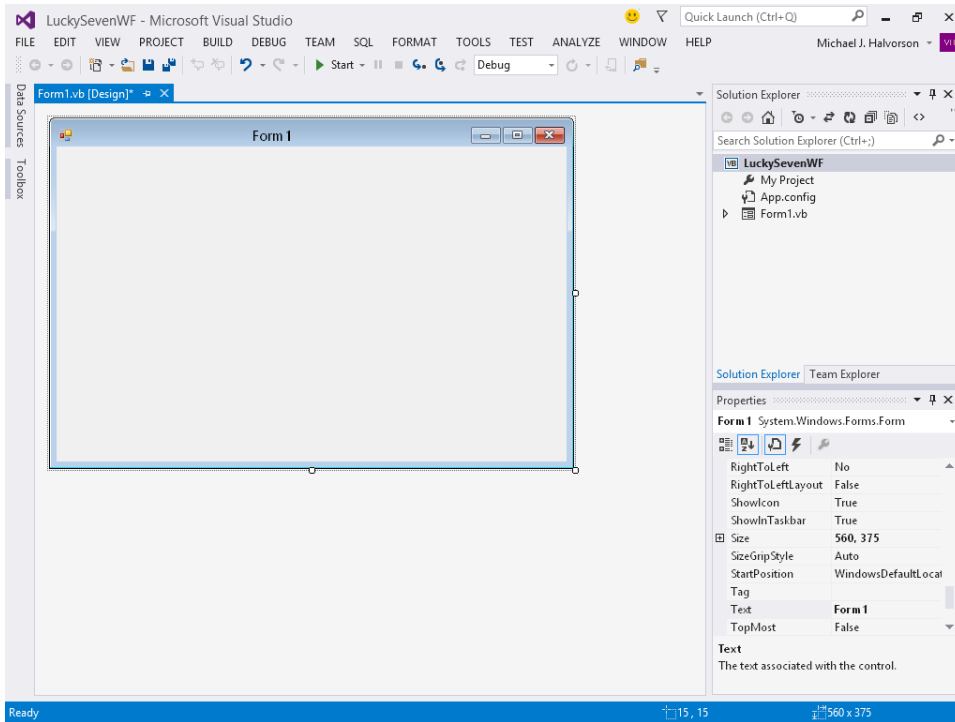 LuckySevenWF - Microsoft Visual Studio
Quick Launch (Ctrl+Q)
FILE EDIT VIEW PROJECT BUILD DEBUG TEAM SQL FORMAT TOOLS TEST ANALYZE WINDOW HELP
Michael J. Halvorson
Start
Debug
Data Sources
Toolbox
Form1.vb [Design]*
Form1
Solution Explorer
Search Solution Explorer (Ctrl+;)
VB LuckySevenWF
My Project
App.config
Form1.vb
Solution Explorer Team Explorer
Properties
Form1 System.Windows.Forms.Form
RightToLeft No
RightToLeftLayout False
ShowIcon True
ShowInTaskbar True
Size 560, 375
SizeGripStyle Auto
StartPosition WindowsDefaultLocat
Tag
Text Form1
TopMost False
Text
The text associated with the control.
Ready
15 , 15
560 x 375